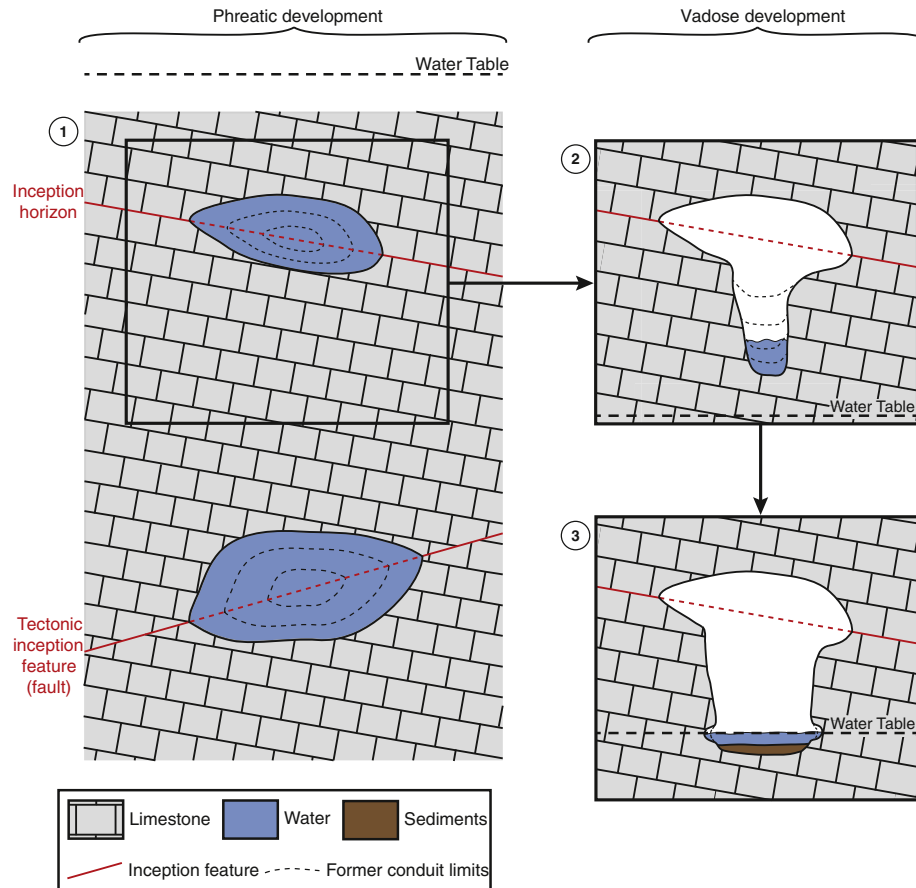 Phreatic development
Vadose development
Water Table
1
2
Inception
horizon
Water Table
3
Tectonic
inception
feature
(fault)
Water Table
Limestone
Water
Sediments
Inception feature
Former conduit limits